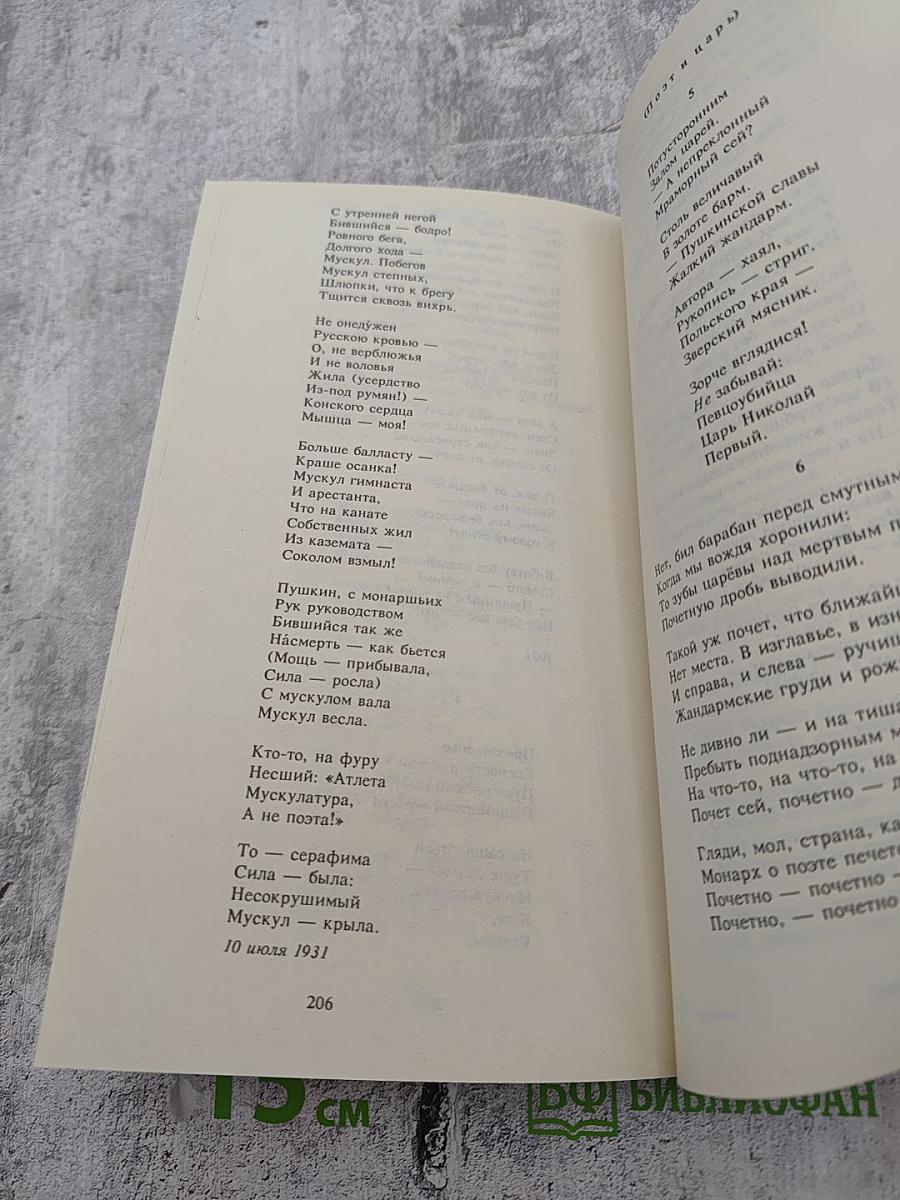 С утренней негой
Бившийся — бодро!
Ровного бега,
Долгого хода —
Мускул. Побегов
Мускул степных,
Шлюпки, что к брегу
Тщится сквозь вихрь.
Не онеду́жен
Русскою кровью —
О, не верблюжья
И не воловья
Жила (усердство
Из-под румян!) —
Конского сердца
Мышца — моя!
Больше балласту —
Краше осанка!
Мускул гимнаста
И арестанта,
Что на канате
Собственных жил
Из каземата —
Соколом взмыл!
Пушкин, с монаршьих
Рук руководством
Бившийся так же
На́смерть — как бьется
(Мощь — прибывала,
Сила — росла)
С мускулом вала
Мускул весла.
Кто-то, на фуру
Несший: «Атлета
Мускулатура,
А не поэта!»
То — серафима
Сила — была:
Несокрушимый
Мускул — крыла.
10 июля 1931
206
(Поэт и царь)
5
Потусторонним
Залом царей.
— А непреклонный
Мраморный сей?
Столь величавый
В золоте барм.
— Пушкинской славы
Жалкий жандарм.
Автора — хаял,
Рукопись — стриг.
Польского края —
Зверский мясник.
Зорче вглядися!
Не забывай:
Певцоубийца
Царь Николай
Первый.
6
Нет, бил барабан перед смутным
Когда мы вождя хоронили:
То зубы царёвы над мертвым
Почетную дробь выводили.
Такой уж почет, что
Нет места. В изглавье, в
И справа, и слева —
Жандармские груди и
Не дивно ли — и на
Пребыть поднадзорным
На что-то, на что-то, на
Почет сей, почетно —
Гляди, мол, страна,
Монарх о поэте
Почетно — почетно —
Почетно, — почетно
15 см
БФ БИБЛИОФАН